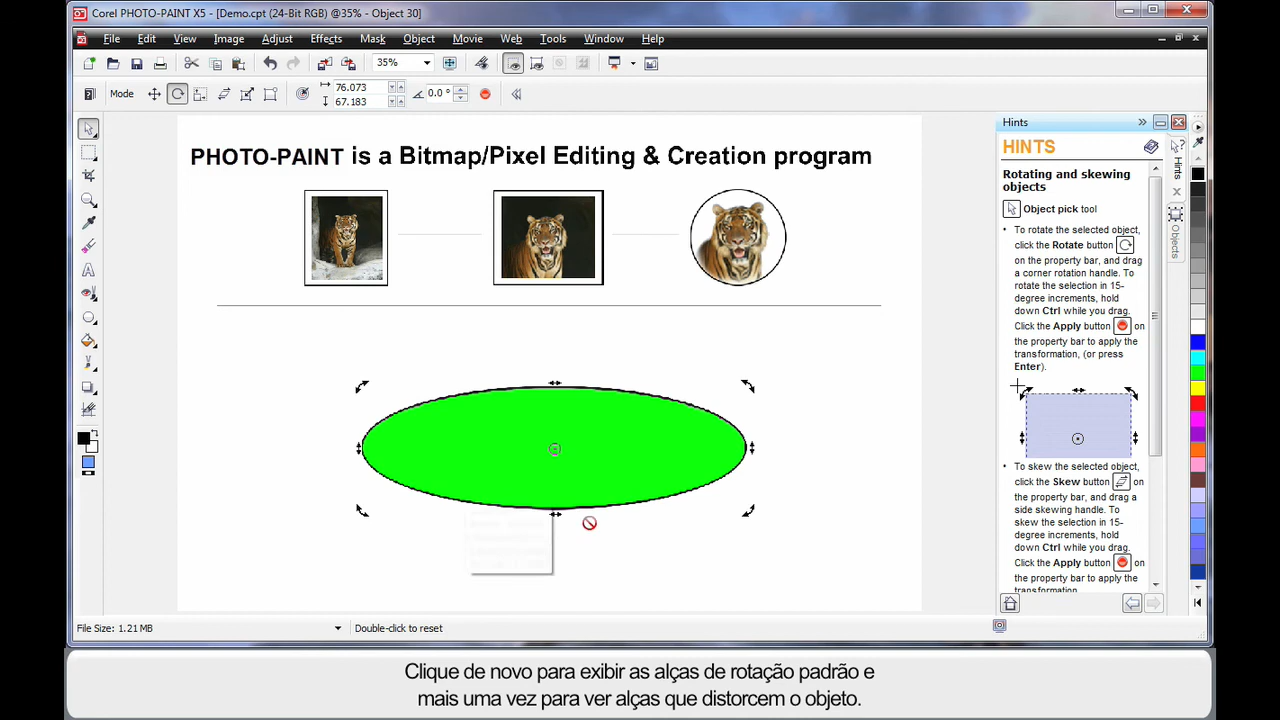 Corel PHOTO-PAINT X5 - [Demo.cpt (24-Bit RGB) @35% - Object 30]
File Edit View Image Adjust Effects Mask Object Movie Web Tools Window Help
35%
Mode
76.073
67.183
0.0 °
PHOTO-PAINT is a Bitmap/Pixel Editing & Creation program
Hints
HINTS
Rotating and skewing
objects
Object pick tool
• To rotate the selected object,
click the Rotate button
on the property bar, and drag
a corner rotation handle. To
rotate the selection in 15-
degree increments, hold
down Ctrl while you drag.
Click the Apply button on
the property bar to apply the
transformation, (or press
Enter).
• To skew the selected object,
click the Skew button
on the property bar, and drag a
side skewing handle. To
skew the selection in 15-
degree increments, hold
down Ctrl while you drag.
Click the Apply button on
the property bar to apply the
transformation
Hints
Objects
File Size: 1.21 MB
Double-click to reset
Clique de novo para exibir as alças de rotação padrão e
mais uma vez para ver alças que distorcem o objeto.